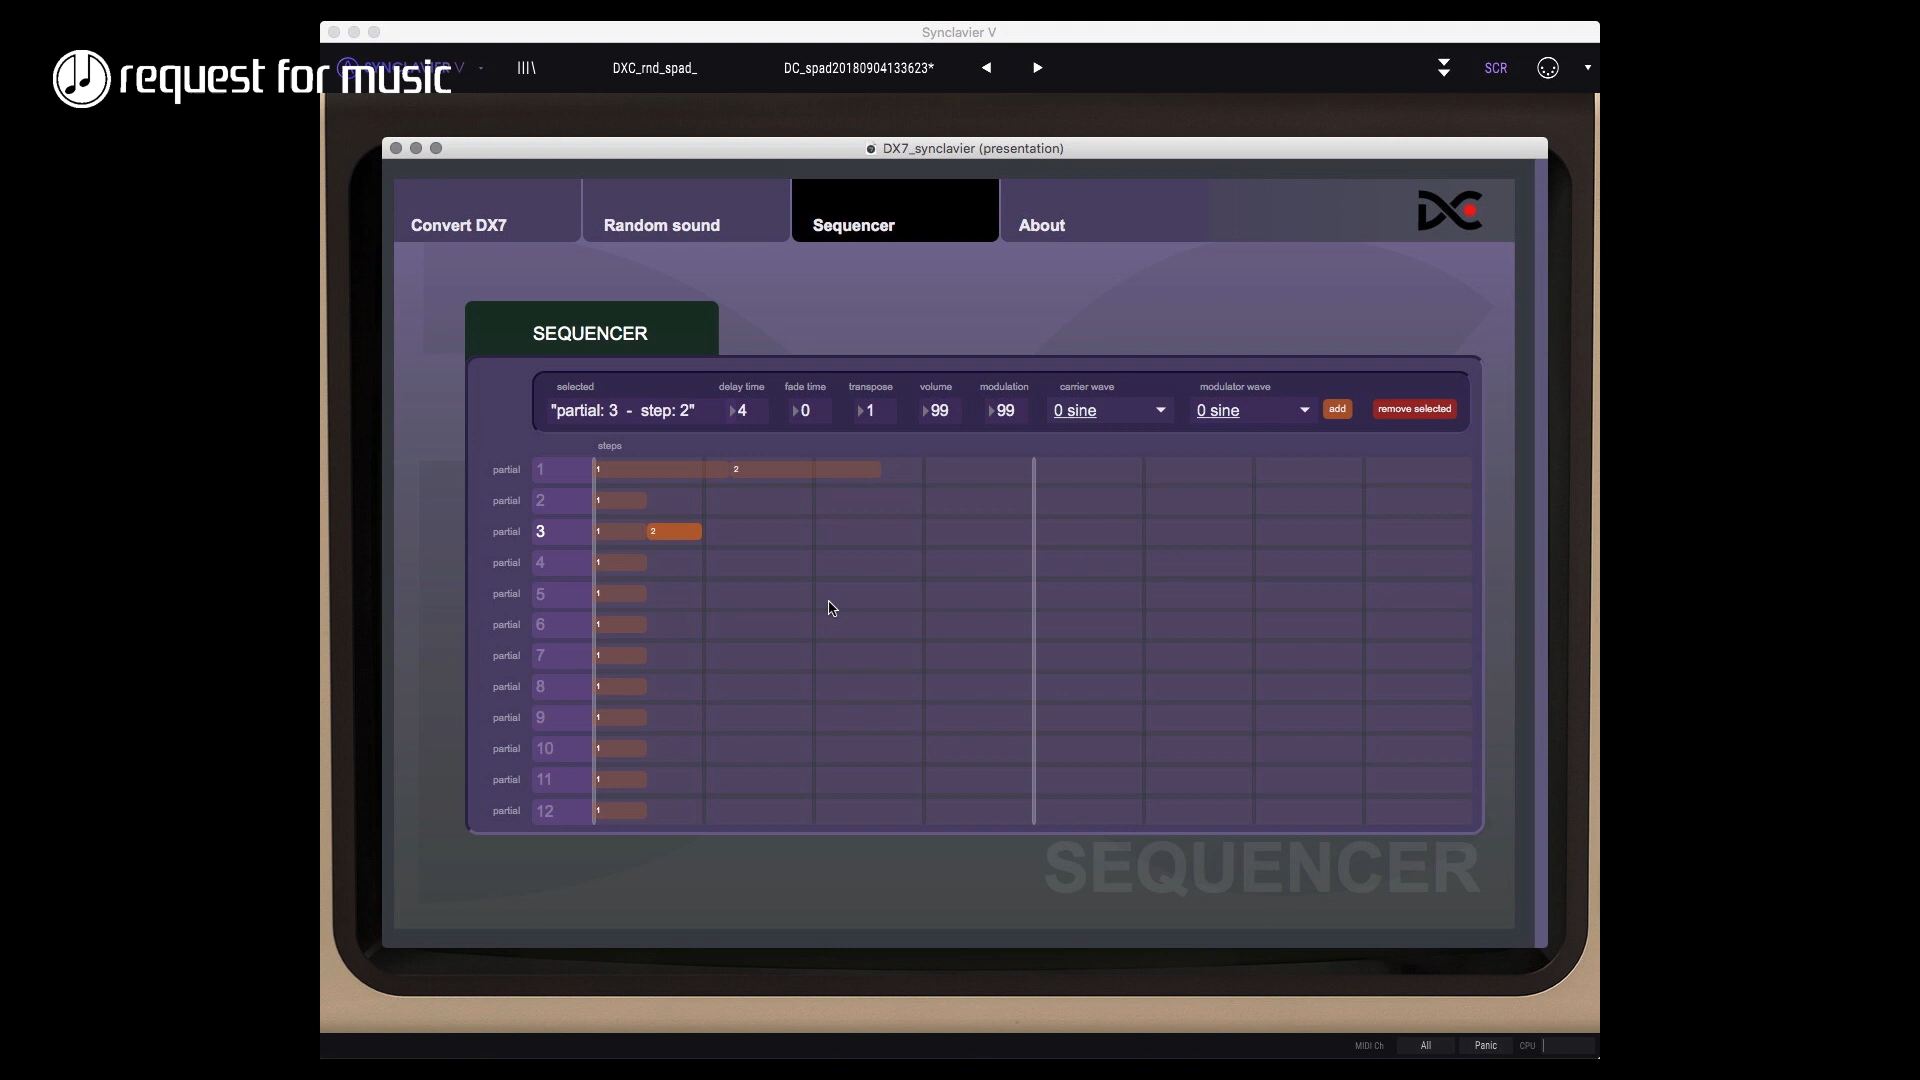 Synclavier V
request for music
SYNCLAVIER V
DXC_rnd_spad_
DC_spad20180904133623*
SCR
DX7_synclavier (presentation)
Convert DX7
Random sound
Sequencer
About
DXC
SEQUENCER
selected
delay time
fade time
transpose
volume
modulation
carrier wave
modulator wave
"partial: 3 - step: 2"
4
0
1
99
99
0 sine
0 sine
add
remove selected
steps
partial 1 1 2
partial 2 1
partial 3 1 2
partial 4 1
partial 5 1
partial 6 1
partial 7 1
partial 8 1
partial 9 1
partial 10 1
partial 11 1
partial 12 1
SEQUENCER
MIDI Ch
All
Panic
CPU